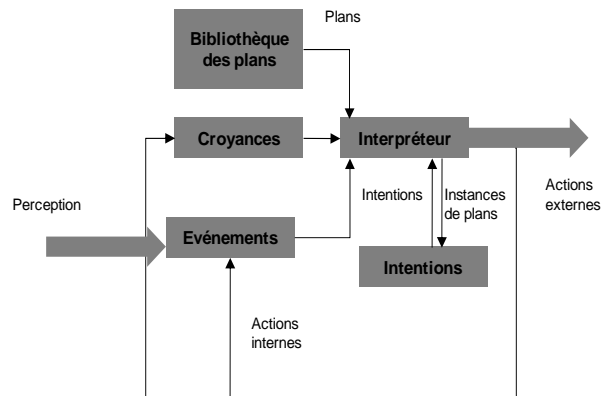 Plans
Bibliothèque
des plans
Croyances
Interpréteur
Perception
Intentions
Instances
de plans
Actions
externes
Evénements
Intentions
Actions
internes